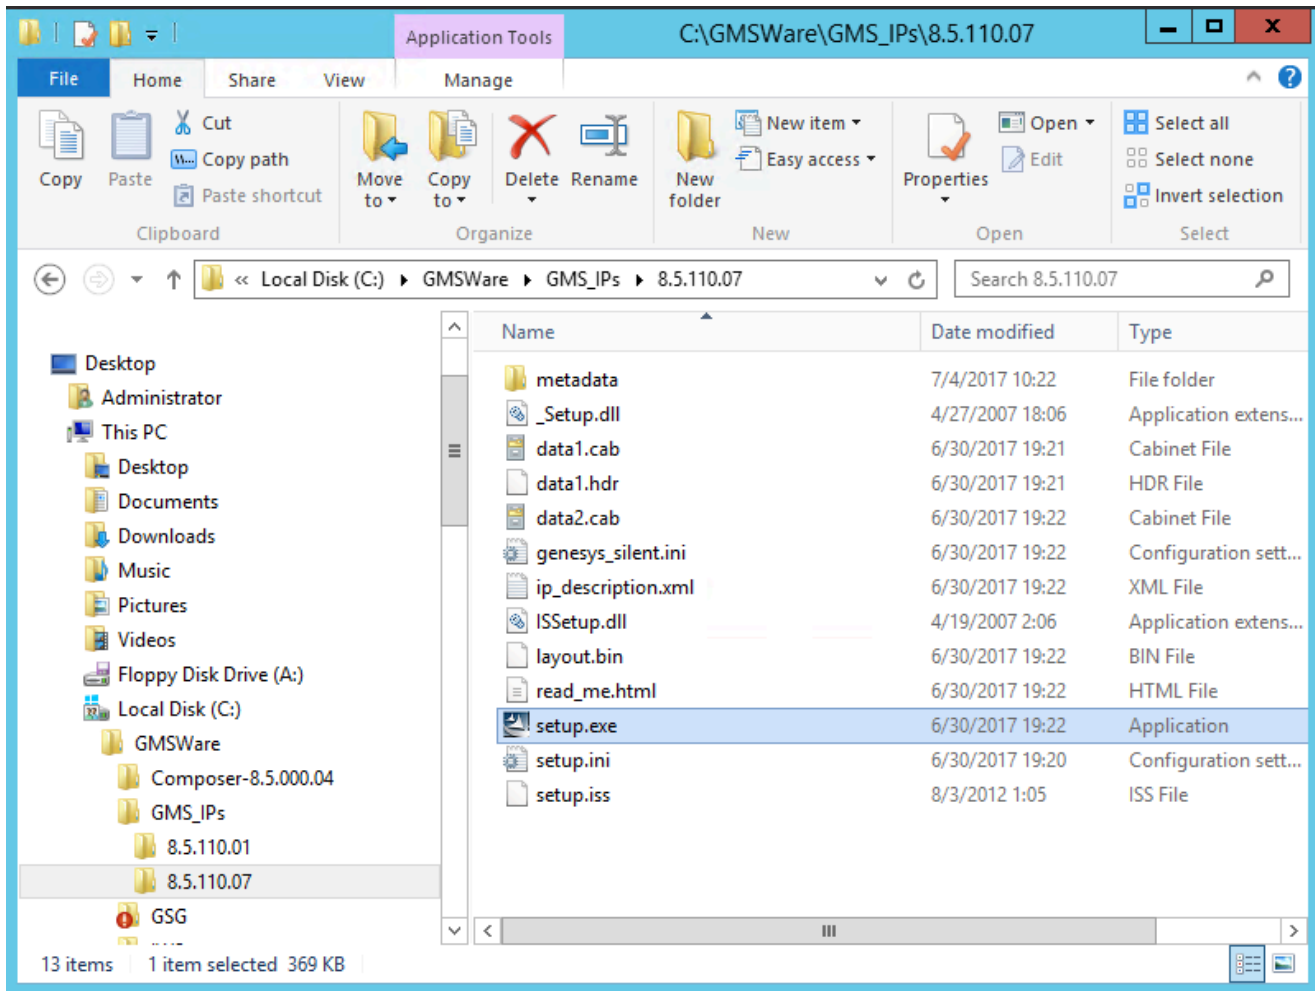 Application Tools
C:\GMSWare\GMS_IPs\8.5.110.07
File Home Share View Manage
Copy
Paste
Cut
Copy path
Paste shortcut
Clipboard
Move to
Copy to
Delete
Rename
Organize
New folder
New item
Easy access
New
Properties
Open
Edit
Open
Select all
Select none
Invert selection
Select
« Local Disk (C:) GMSWare GMS_IPs 8.5.110.07
Search 8.5.110.07
Desktop
Administrator
This PC
Desktop
Documents
Downloads
Music
Pictures
Videos
Floppy Disk Drive (A:)
Local Disk (C:)
GMSWare
Composer-8.5.000.04
GMS_IPs
8.5.110.01
8.5.110.07
GSG
Name Date modified Type
metadata 7/4/2017 10:22 File folder
_Setup.dll 4/27/2007 18:06 Application extens...
data1.cab 6/30/2017 19:21 Cabinet File
data1.hdr 6/30/2017 19:21 HDR File
data2.cab 6/30/2017 19:22 Cabinet File
genesys_silent.ini 6/30/2017 19:22 Configuration sett...
ip_description.xml 6/30/2017 19:22 XML File
ISSetup.dll 4/19/2007 2:06 Application extens...
layout.bin 6/30/2017 19:22 BIN File
read_me.html 6/30/2017 19:22 HTML File
setup.exe 6/30/2017 19:22 Application
setup.ini 6/30/2017 19:20 Configuration sett...
setup.iss 8/3/2012 1:05 ISS File
13 items 1 item selected 369 KB